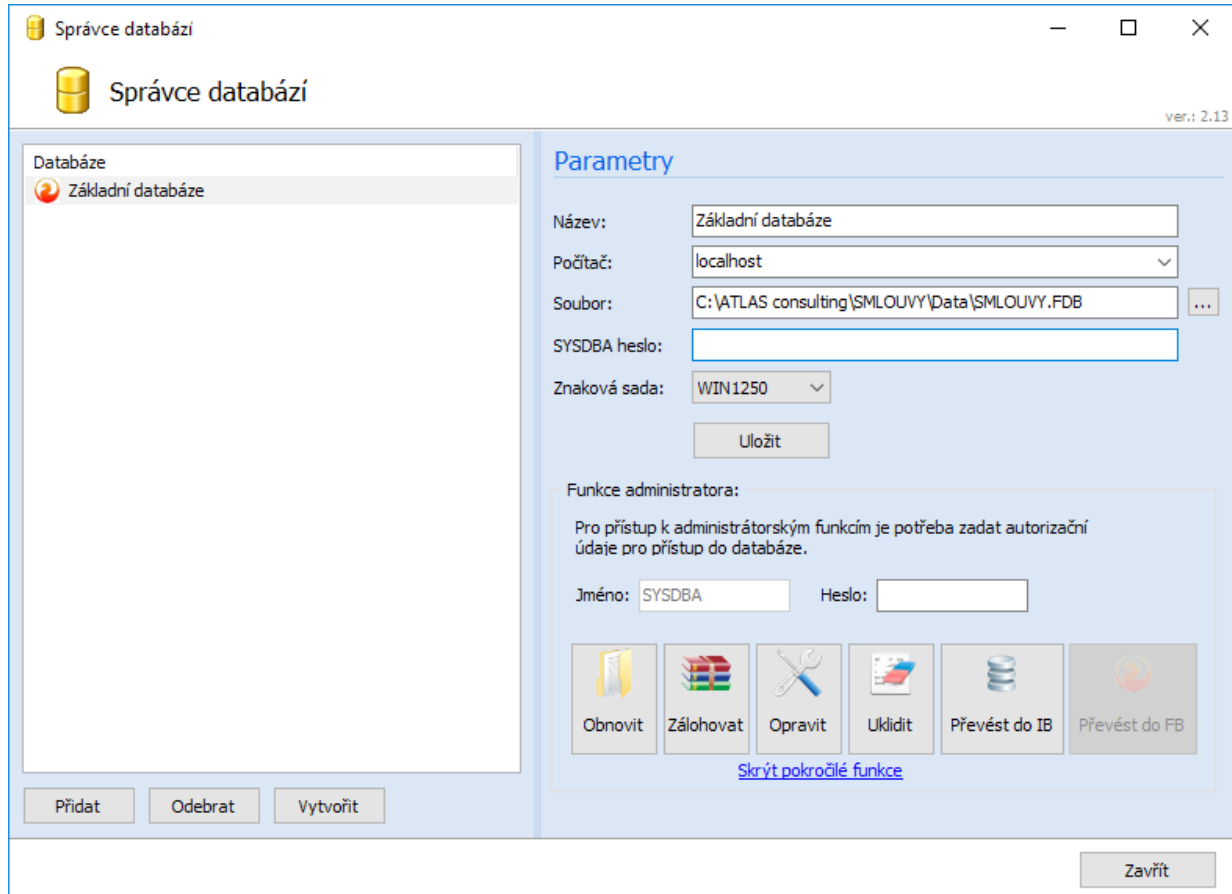 Správce databází
Správce databází
ver.: 2.13
Databáze
Základní databáze
Přidat
Odebrat
Vytvořit
Parametry
Název: Základní databáze
Počítač: localhost
Soubor: C:\ATLAS consulting\SMLOUVY\Data\SMLOUVY.FDB ...
SYSDBA heslo:
Znaková sada: WIN1250
Uložit
Funkce administratora:
Pro přístup k administrátorským funkcím je potřeba zadat autorizační
údaje pro přístup do databáze.
Jméno: SYSDBA Heslo:
Obnovit Zálohovat Opravit Uklidit Převést do IB Převést do FB
Skrýt pokročilé funkce
Zavřít